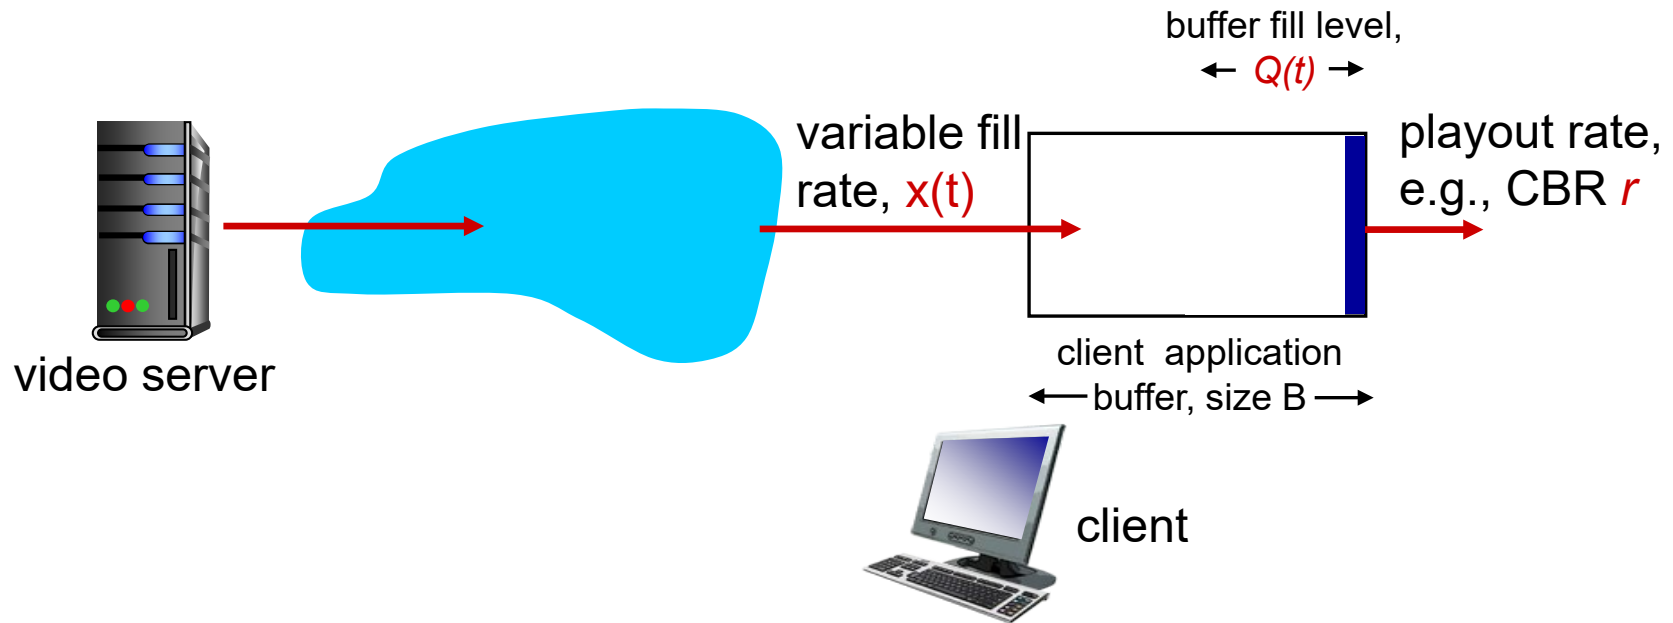 buffer fill level,
Q(t)
variable fill
rate, x(t)
playout rate,
e.g., CBR r
video server
client application
buffer, size B
client